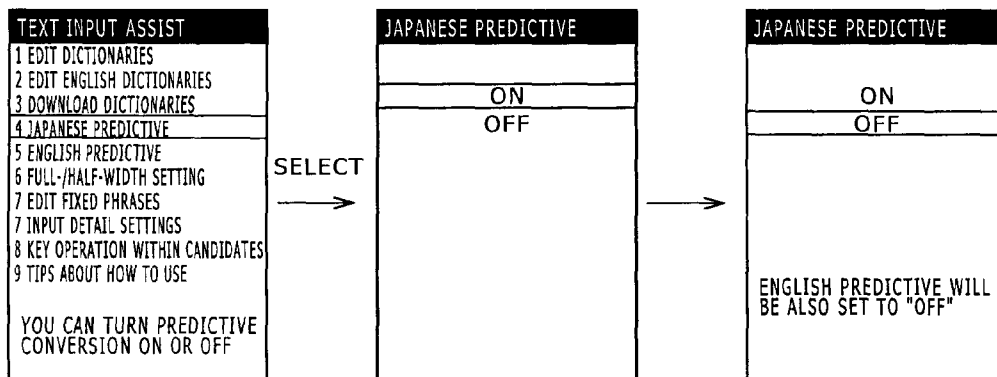 TEXT INPUT ASSIST
1 EDIT DICTIONARIES
2 EDIT ENGLISH DICTIONARIES
3 DOWNLOAD DICTIONARIES
4 JAPANESE PREDICTIVE
5 ENGLISH PREDICTIVE
6 FULL-/HALF-WIDTH SETTING
7 EDIT FIXED PHRASES
7 INPUT DETAIL SETTINGS
8 KEY OPERATION WITHIN CANDIDATES
9 TIPS ABOUT HOW TO USE
YOU CAN TURN PREDICTIVE
CONVERSION ON OR OFF
SELECT
JAPANESE PREDICTIVE
ON
OFF
JAPANESE PREDICTIVE
ON
OFF
ENGLISH PREDICTIVE WILL
BE ALSO SET TO "OFF"